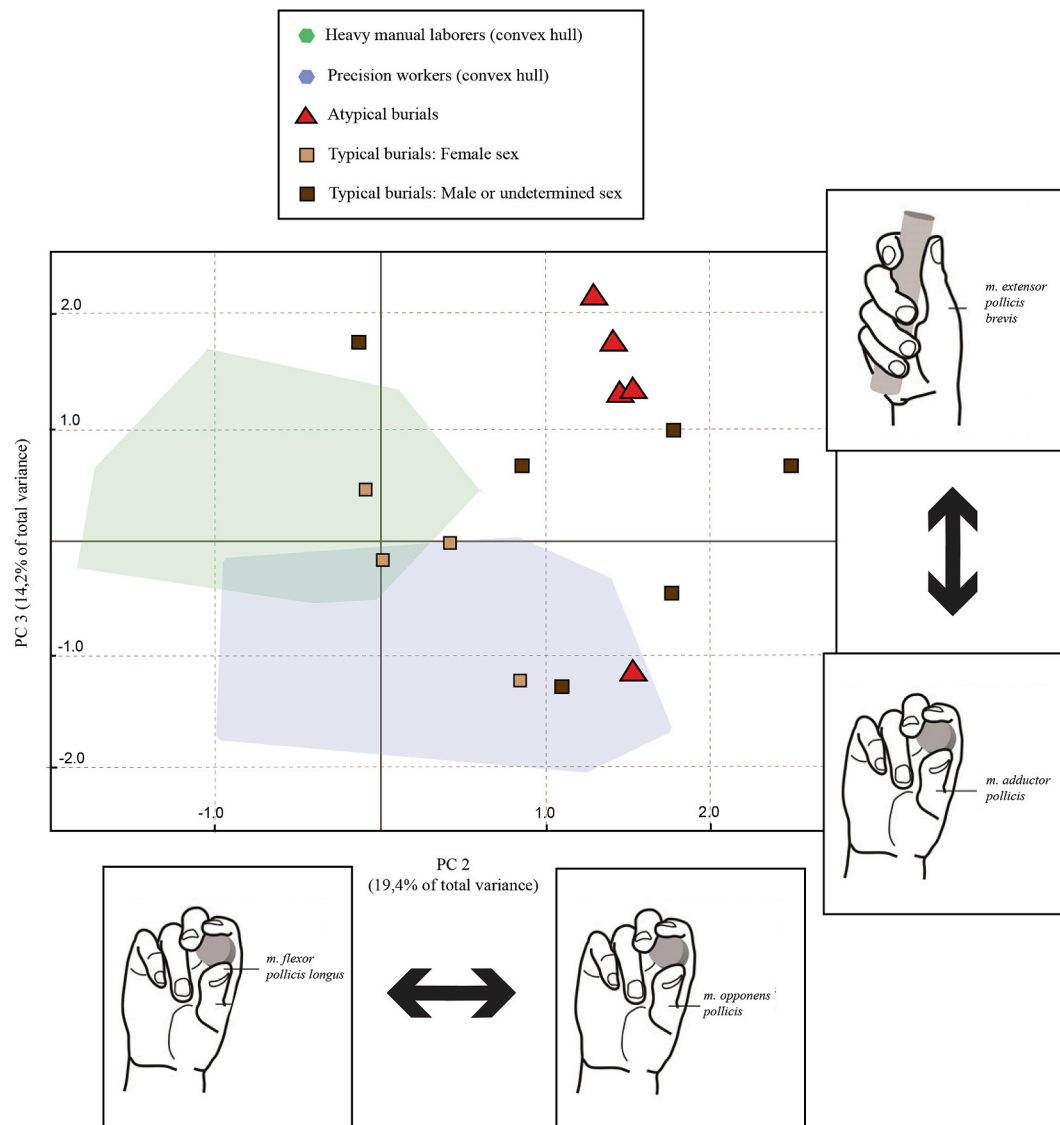 Heavy manual laborers (convex hull)
Precision workers (convex hull)
Atypical burials
Typical burials: Female sex
Typical burials: Male or undetermined sex
m. extensor
pollicis
brevis
2.0
1.0
-1.0
-2.0
PC 3 (14,2% of total variance)
-1.0
1.0
2.0
m. adductor
pollicis
PC 2
(19,4% of total variance)
m. flexor
pollicis longus
m. opponens
pollicis